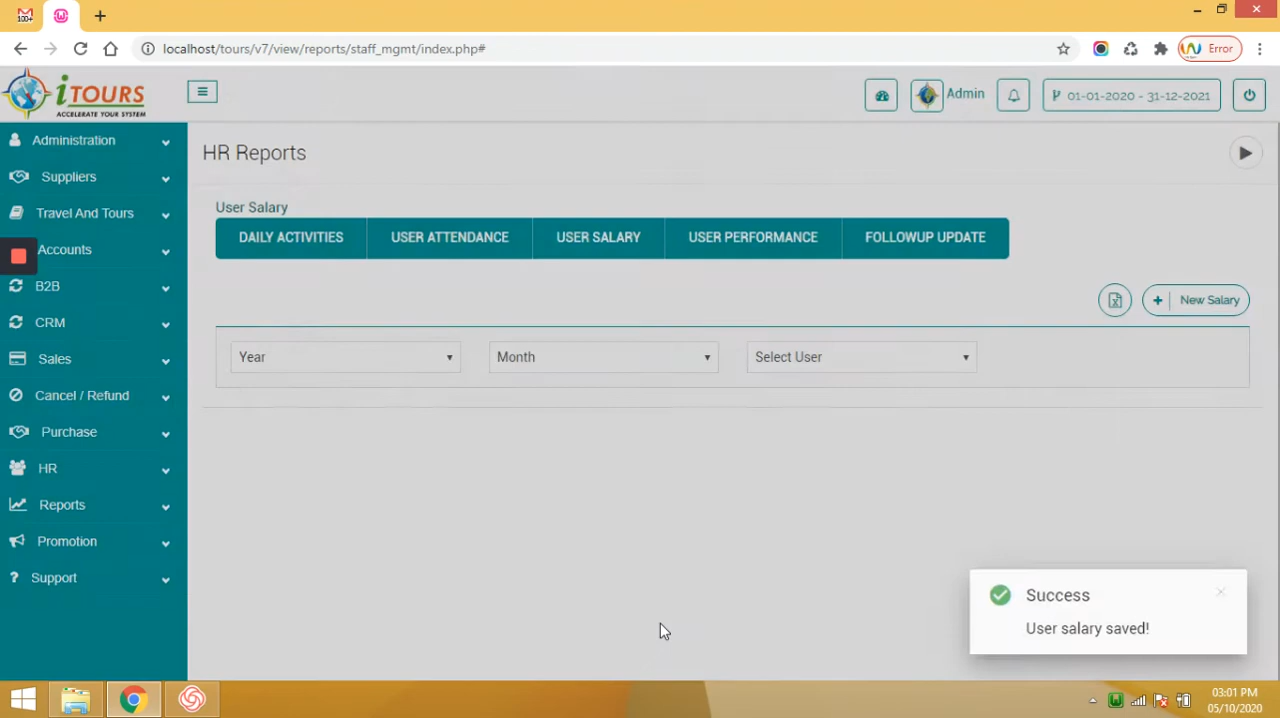 100+
localhost/tours/v7/view/reports/staff_mgmt/index.php#
Error
iTOURS
ACCELERATE YOUR SYSTEM
Admin
01-01-2020 - 31-12-2021
Administration
Suppliers
Travel And Tours
Accounts
B2B
CRM
Sales
Cancel / Refund
Purchase
HR
Reports
Promotion
Support
HR Reports
User Salary
DAILY ACTIVITIES
USER ATTENDANCE
USER SALARY
USER PERFORMANCE
FOLLOWUP UPDATE
New Salary
Year
Month
Select User
Success
User salary saved!
03:01 PM
05/10/2020